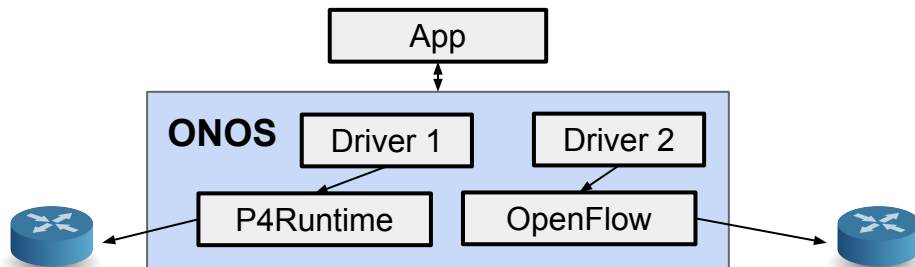 App
ONOS
Driver 1
Driver 2
P4Runtime
OpenFlow